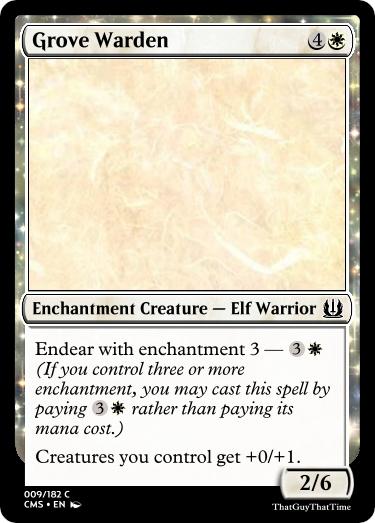 Grove Warden 4
Enchantment Creature — Elf Warrior
Endear with enchantment 3 — 3
(If you control three or more
enchantment, you may cast this spell by
paying 3 rather than paying its
mana cost.)
Creatures you control get +0/+1.
2/6
009/182 C
CMS • EN
ThatGuyThatTime